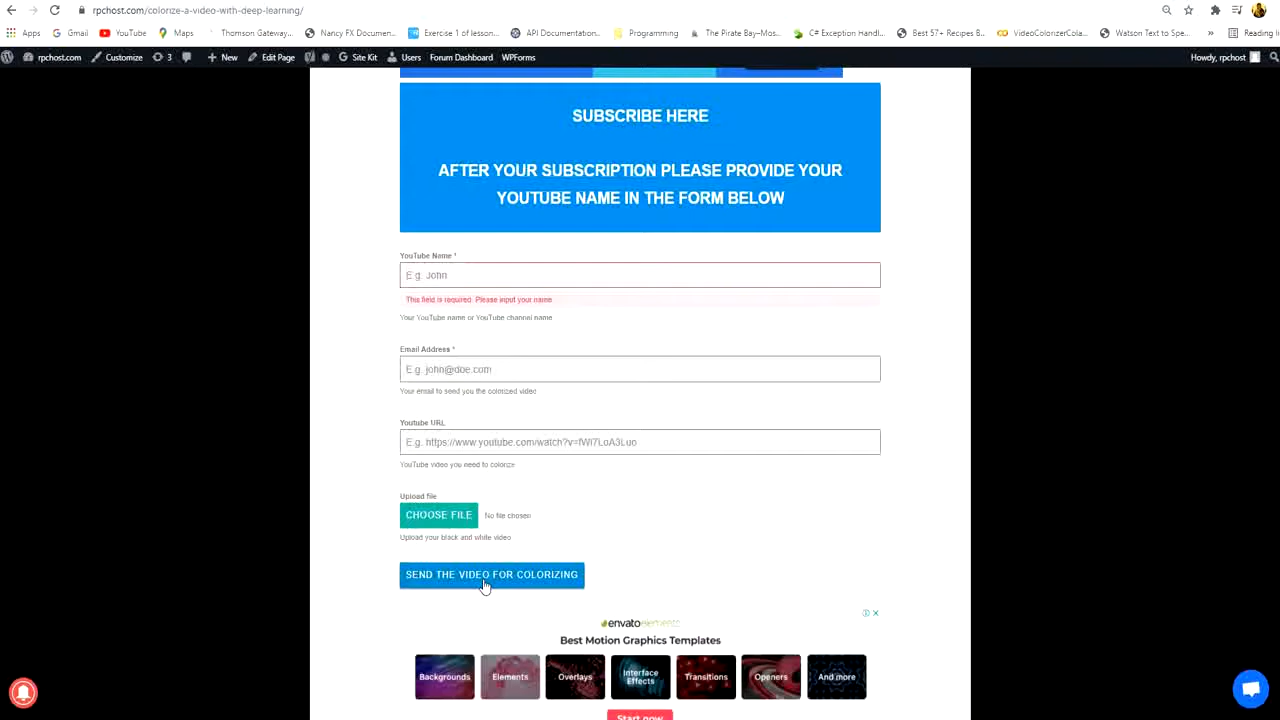 rpchost.com/colorize-a-video-with-deep-learning/
Apps Gmail YouTube Maps Thomson Gateway... Nancy FX Documen... Exercise 1 of lesson... API Documentation... Programming The Pirate Bay–Mos... C# Exception Handl... Best 57+ Recipes B... VideoColorizerCola... Watson Text to Spe... » Reading li
rpchost.com Customize 3 New Edit Page Site Kit Users Forum Dashboard WPForms Howdy, rpchost
SUBSCRIBE HERE
AFTER YOUR SUBSCRIPTION PLEASE PROVIDE YOUR
YOUTUBE NAME IN THE FORM BELOW
YouTube Name *
E.g. John
This field is required. Please input your name
Your YouTube name or YouTube channel name
Email Address *
E.g. john@doe.com
Your email to send you the colorized video
Youtube URL
YouTube video you need to colorize
Upload file
CHOOSE FILE No file chosen
Upload your black and white video
SEND THE VIDEO FOR COLORIZING
envato elements
Best Motion Graphics Templates
Backgrounds Elements Overlays Interface Effects Transitions Openers And more
Start now